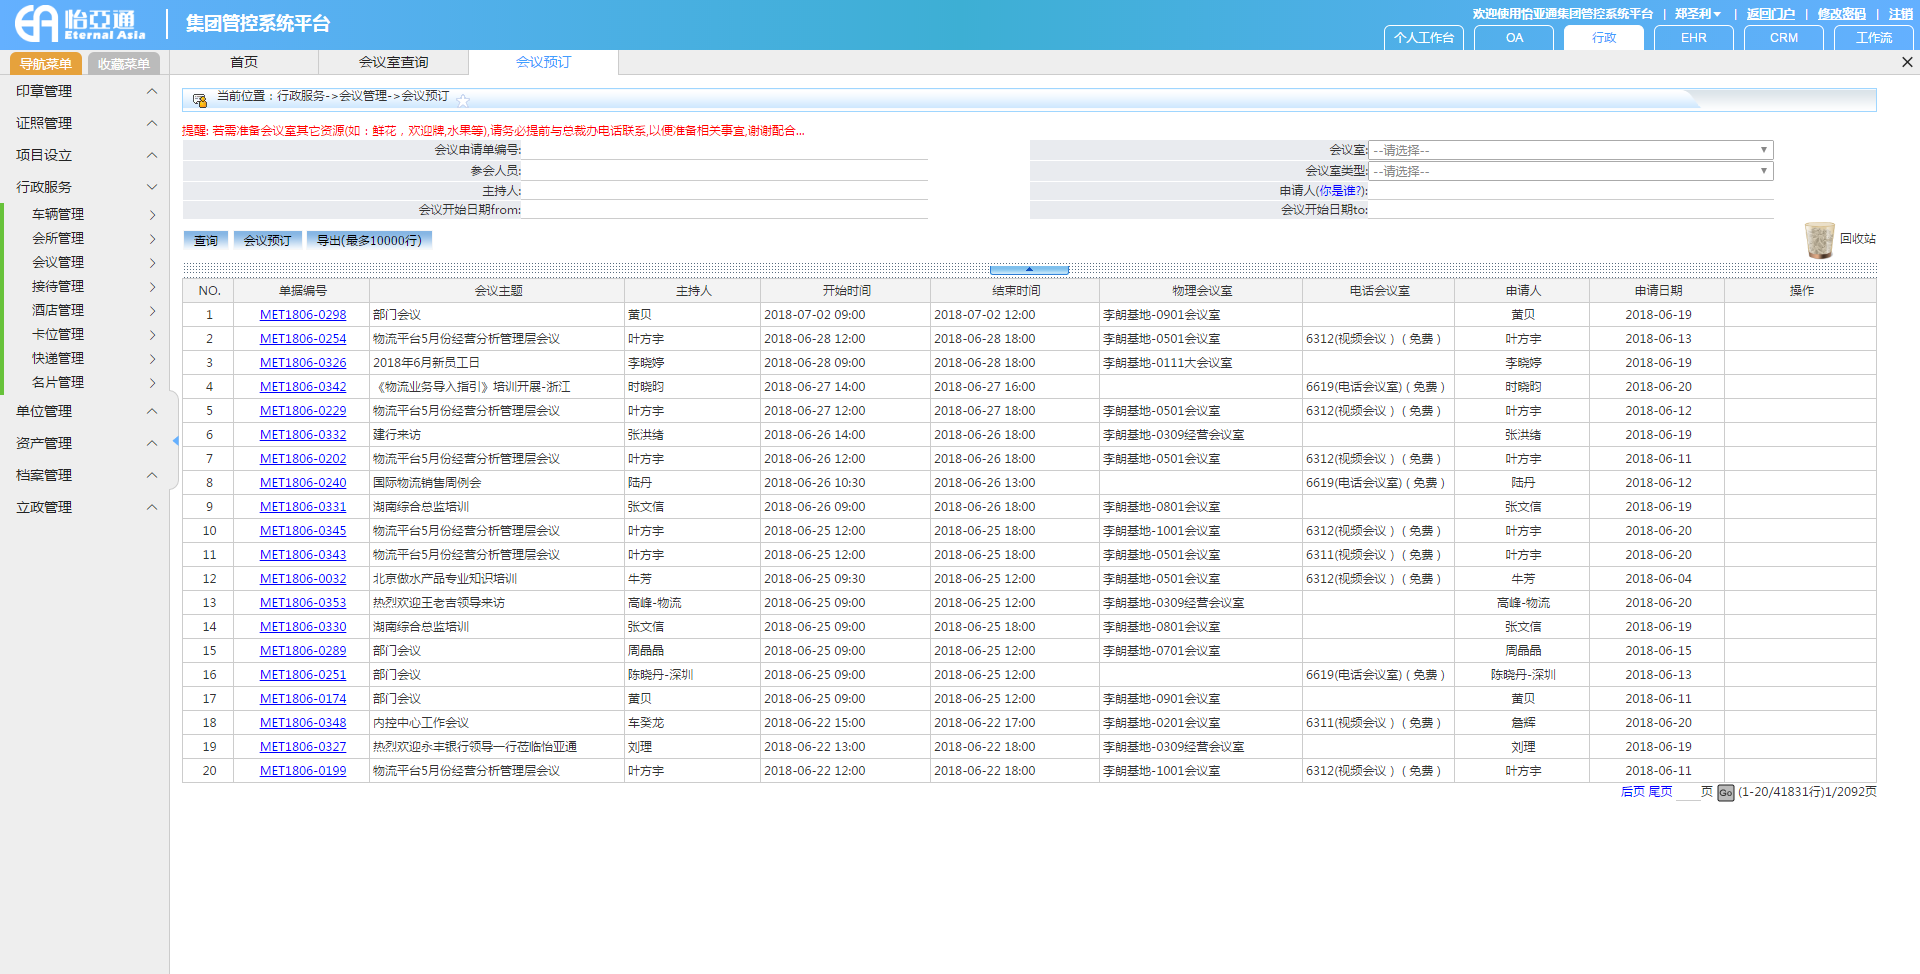 怡亞通 Eternal Asia 集团管控系统平台
欢迎使用怡亚通集团管控系统平台 | 郑圣利 | 返回门户 | 修改密码 | 注销
个人工作台 OA 行政 EHR CRM 工作流
导航菜单 收藏菜单 首页 会议室查询 会议预订
印章管理
证照管理
项目设立
行政服务
车辆管理
会所管理
会议管理
接待管理
酒店管理
卡位管理
快递管理
名片管理
单位管理
资产管理
档案管理
立政管理
当前位置：行政服务->会议管理->会议预订
提醒: 若需准备会议室其它资源(如：鲜花，欢迎牌,水果等),请务必提前与总裁办电话联系,以便准备相关事宜,谢谢配合...
会议申请单编号: 会议室: --请选择--
参会人员: 会议室类型: --请选择--
主持人: 申请人(你是谁?):
会议开始日期from: 会议开始日期to:
查询 会议预订 导出(最多10000行) 回收站
NO. 单据编号 会议主题 主持人 开始时间 结束时间 物理会议室 电话会议室 申请人 申请日期 操作
1 MET1806-0298 部门会议 黄贝 2018-07-02 09:00 2018-07-02 12:00 李朗基地-0901会议室 黄贝 2018-06-19
2 MET1806-0254 物流平台5月份经营分析管理层会议 叶方宇 2018-06-28 12:00 2018-06-28 18:00 李朗基地-0501会议室 6312(视频会议）(免费） 叶方宇 2018-06-13
3 MET1806-0326 2018年6月新员工日 李晓婷 2018-06-28 09:00 2018-06-28 18:00 李朗基地-0111大会议室 李晓婷 2018-06-19
4 MET1806-0342 《物流业务导入指引》培训开展-浙江 时晓昀 2018-06-27 14:00 2018-06-27 16:00 6619(电话会议室)(免费） 时晓昀 2018-06-20
5 MET1806-0229 物流平台5月份经营分析管理层会议 叶方宇 2018-06-27 12:00 2018-06-27 18:00 李朗基地-0501会议室 6312(视频会议）(免费） 叶方宇 2018-06-12
6 MET1806-0332 建行来访 张洪绪 2018-06-26 14:00 2018-06-26 18:00 李朗基地-0309经营会议室 张洪绪 2018-06-19
7 MET1806-0202 物流平台5月份经营分析管理层会议 叶方宇 2018-06-26 12:00 2018-06-26 18:00 李朗基地-0501会议室 6312(视频会议）(免费） 叶方宇 2018-06-11
8 MET1806-0240 国际物流销售周例会 陆丹 2018-06-26 10:30 2018-06-26 13:00 6619(电话会议室)(免费） 陆丹 2018-06-12
9 MET1806-0331 湖南综合总监培训 张文信 2018-06-26 09:00 2018-06-26 18:00 李朗基地-0801会议室 张文信 2018-06-19
10 MET1806-0345 物流平台5月份经营分析管理层会议 叶方宇 2018-06-25 12:00 2018-06-25 18:00 李朗基地-1001会议室 6312(视频会议）(免费） 叶方宇 2018-06-20
11 MET1806-0343 物流平台5月份经营分析管理层会议 叶方宇 2018-06-25 12:00 2018-06-25 18:00 李朗基地-0501会议室 6311(视频会议）(免费） 叶方宇 2018-06-20
12 MET1806-0032 北京做水产品专业知识培训 牛芳 2018-06-25 09:30 2018-06-25 12:00 李朗基地-0501会议室 6312(视频会议）(免费） 牛芳 2018-06-04
13 MET1806-0353 热烈欢迎王老吉领导来访 高峰-物流 2018-06-25 09:00 2018-06-25 12:00 李朗基地-0309经营会议室 高峰-物流 2018-06-20
14 MET1806-0330 湖南综合总监培训 张文信 2018-06-25 09:00 2018-06-25 18:00 李朗基地-0801会议室 张文信 2018-06-19
15 MET1806-0289 部门会议 周晶晶 2018-06-25 09:00 2018-06-25 12:00 李朗基地-0701会议室 周晶晶 2018-06-15
16 MET1806-0251 部门会议 陈晓丹-深圳 2018-06-25 09:00 2018-06-25 12:00 6619(电话会议室)(免费） 陈晓丹-深圳 2018-06-13
17 MET1806-0174 部门会议 黄贝 2018-06-25 09:00 2018-06-25 12:00 李朗基地-0901会议室 黄贝 2018-06-11
18 MET1806-0348 内控中心工作会议 车癸龙 2018-06-22 15:00 2018-06-22 17:00 李朗基地-0201会议室 6311(视频会议）(免费） 詹辉 2018-06-20
19 MET1806-0327 热烈欢迎永丰银行领导一行莅临怡亚通 刘理 2018-06-22 13:00 2018-06-22 18:00 李朗基地-0309经营会议室 刘理 2018-06-19
20 MET1806-0199 物流平台5月份经营分析管理层会议 叶方宇 2018-06-22 12:00 2018-06-22 18:00 李朗基地-1001会议室 6312(视频会议）(免费） 叶方宇 2018-06-11
后页 尾页 页 Go (1-20/41831行)1/2092页